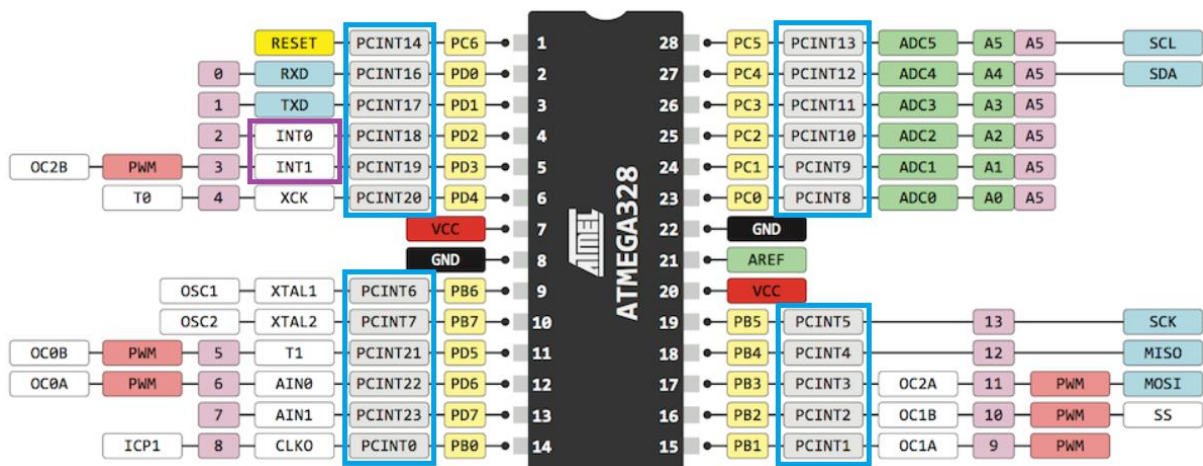 RESET PCINT14 PC6 1 28 PC5 PCINT13 ADC5 A5 A5 SCL
0 RXD PCINT16 PD0 2 27 PC4 PCINT12 ADC4 A4 A5 SDA
1 TXD PCINT17 PD1 3 26 PC3 PCINT11 ADC3 A3 A5
2 INT0 PCINT18 PD2 4 25 PC2 PCINT10 ADC2 A2 A5
OC2B PWM 3 INT1 PCINT19 PD3 5 24 PC1 PCINT9 ADC1 A1 A5
T0 4 XCK PCINT20 PD4 6 23 PC0 PCINT8 ADC0 A0 A5
VCC 7 22 GND
GND 8 21 AREF
OSC1 XTAL1 PCINT6 PB6 9 20 VCC
OSC2 XTAL2 PCINT7 PB7 10 19 PB5 PCINT5 13 SCK
OC0B PWM 5 T1 PCINT21 PD5 11 18 PB4 PCINT4 12 MISO
OC0A PWM 6 AIN0 PCINT22 PD6 12 17 PB3 PCINT3 OC2A 11 PWM MOSI
7 AIN1 PCINT23 PD7 13 16 PB2 PCINT2 OC1B 10 PWM SS
ICP1 8 CLKO PCINT0 PB0 14 15 PB1 PCINT1 OC1A 9 PWM
ATMEL
ATMEGA328